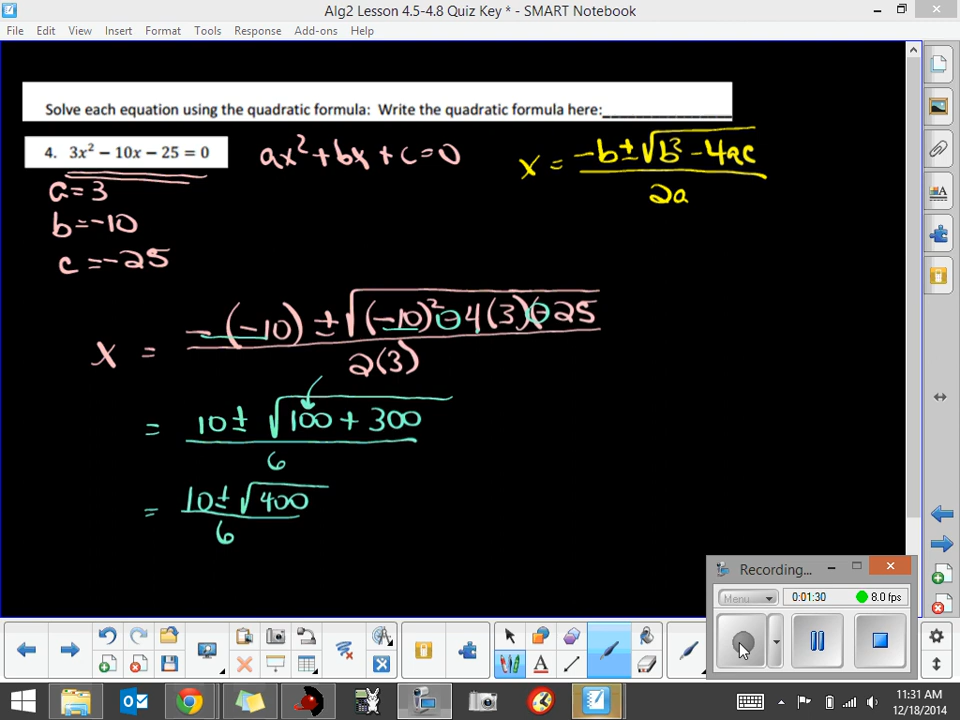 Alg2 Lesson 4.5-4.8 Quiz Key * - SMART Notebook
File Edit View Insert Format Tools Response Add-ons Help
Solve each equation using the quadratic formula: Write the quadratic formula here:____________
4. 3x² − 10x − 25 = 0
ax² + bx + c = 0
x = (-b ± √(b² - 4ac)) / 2a
a = 3
b = -10
c = -25
x = (-(-10) ± √((-10)² - 4(3)(-25)) / 2(3)
= (10 ± √(100 + 300)) / 6
= (10 ± √400) / 6
Recording...
Menu
0:01:30
8.0 fps
A
11:31 AM
12/18/2014